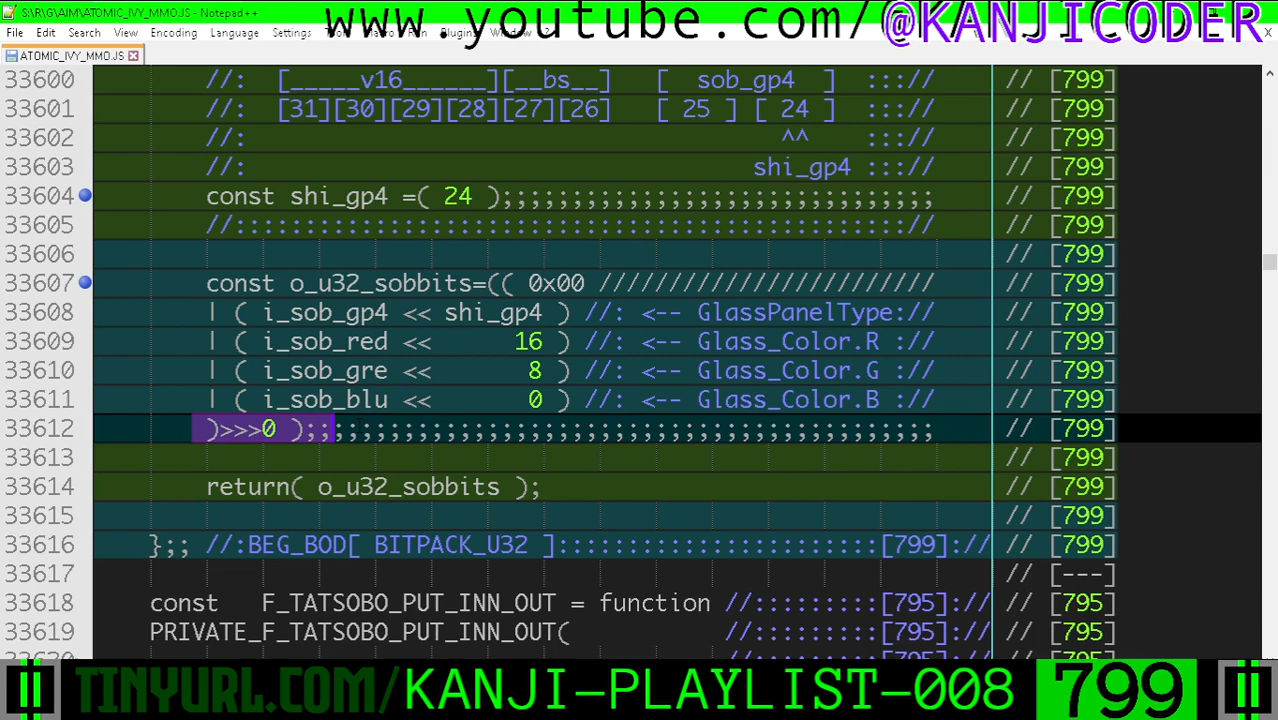 S:\R\G\AIM\ATOMIC_IVY_MMO.JS - Notepad++
www.youtube.com/@KANJICODER
File Edit Search View Encoding Language Settings Tools Macro Run Plugins Window ?
ATOMIC_IVY_MMO.JS
33600 //: [_____v16______][__bs__] [ sob_gp4 ] :::// // [799]
33601 //: [31][30][29][28][27][26] [ 25 ] [ 24 ] :::// // [799]
33602 //: ^^ :::// // [799]
33603 //: shi_gp4 :::// // [799]
33604 const shi_gp4 =( 24 );;;;;;;;;;;;;;;;;;;;;;;;;;;;;;; // [799]
33605 //::::::::::::::::::::::::::::::::::::::::::::::::// // [799]
33606 // [799]
33607 const o_u32_sobbits=(( 0x00 //////////////////////// // [799]
33608 | ( i_sob_gp4 << shi_gp4 ) //: <-- GlassPanelType:// // [799]
33609 | ( i_sob_red << 16 ) //: <-- Glass_Color.R :// // [799]
33610 | ( i_sob_gre << 8 ) //: <-- Glass_Color.G :// // [799]
33611 | ( i_sob_blu << 0 ) //: <-- Glass_Color.B :// // [799]
33612 )>>>0 );;;;;;;;;;;;;;;;;;;;;;;;;;;;;;;;;;;;;;;;;;;;; // [799]
33613 // [799]
33614 return( o_u32_sobbits ); // [799]
33615 // [799]
33616 };; //:BEG_BOD[ BITPACK_U32 ]:::::::::::::::::::::::[799]:// // [799]
33617 // [---]
33618 const F_TATSOBO_PUT_INN_OUT = function //:::::::::[795]:// // [795]
33619 PRIVATE_F_TATSOBO_PUT_INN_OUT( //:::::::::[795]:// // [795]
TINYURL.COM/KANJI-PLAYLIST-008 799